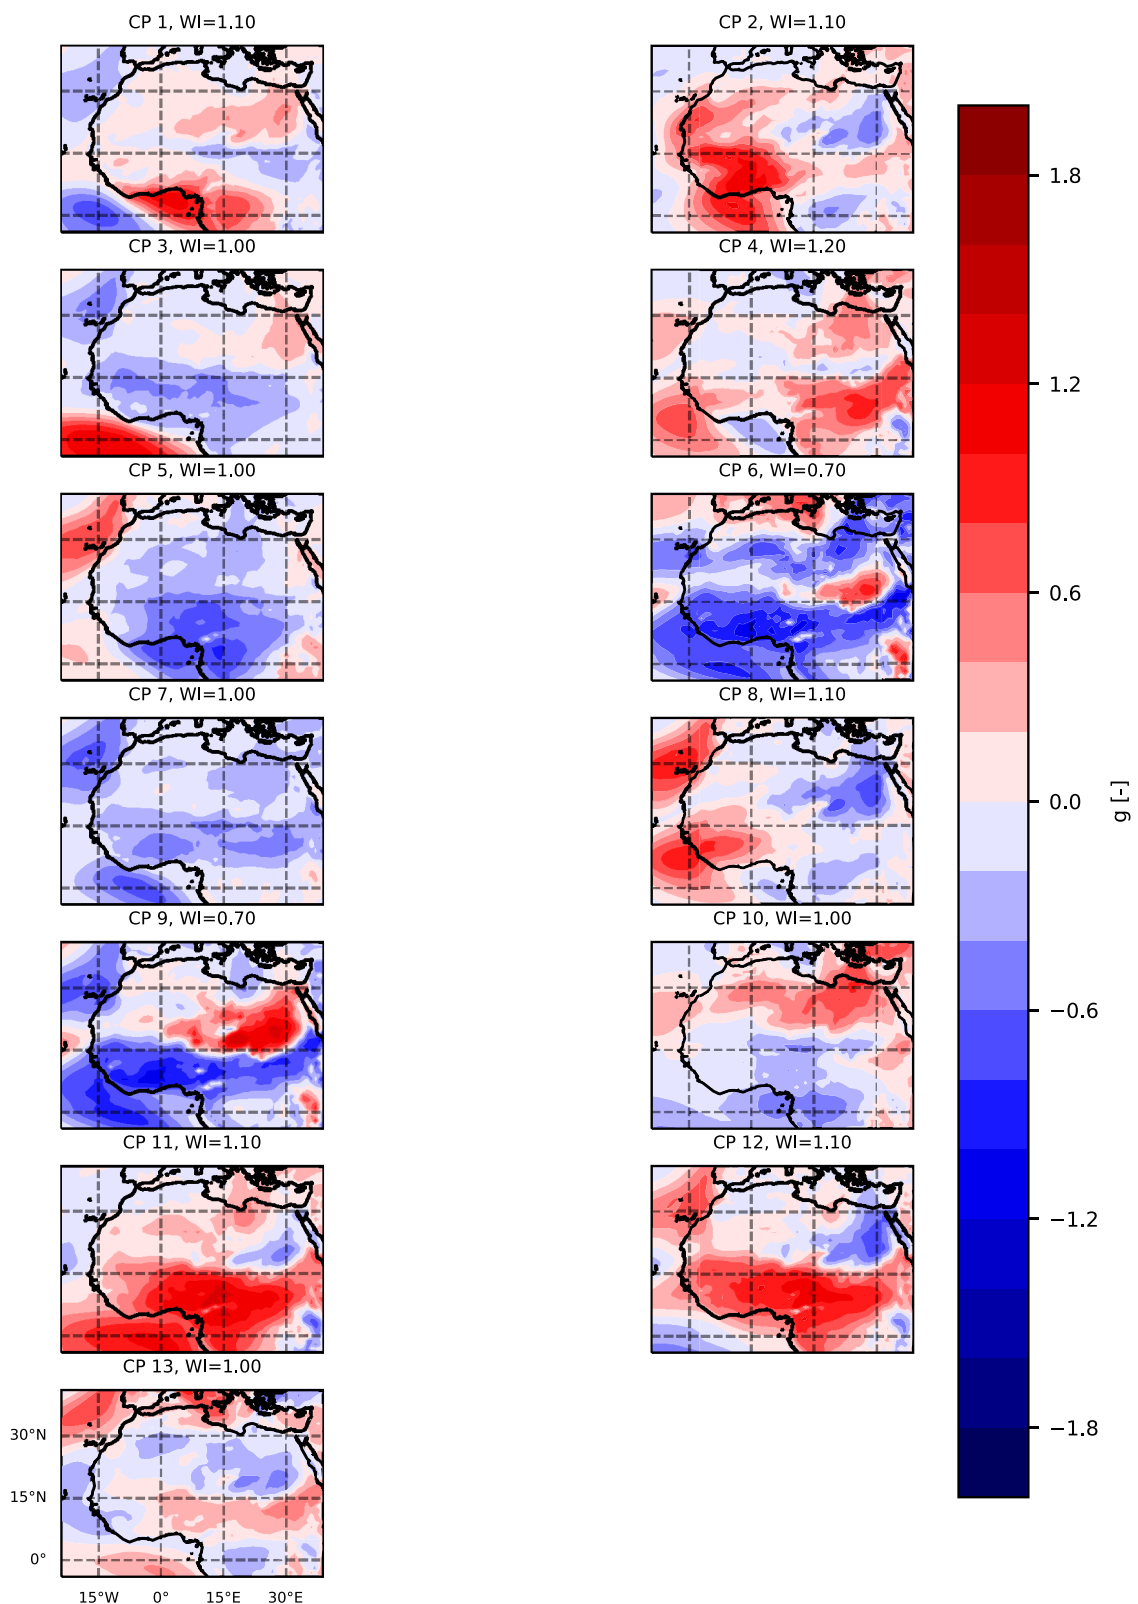 CP 1, WI=1.10
CP 2, WI=1.10
CP 3, WI=1.00
CP 4, WI=1.20
CP 5, WI=1.00
CP 6, WI=0.70
CP 7, WI=1.00
CP 8, WI=1.10
CP 9, WI=0.70
CP 10, WI=1.00
CP 11, WI=1.10
CP 12, WI=1.10
CP 13, WI=1.00
30°N
15°N
0°
15°W 0° 15°E 30°E
1.8
1.2
0.6
0.0
−0.6
−1.2
−1.8
g [-]